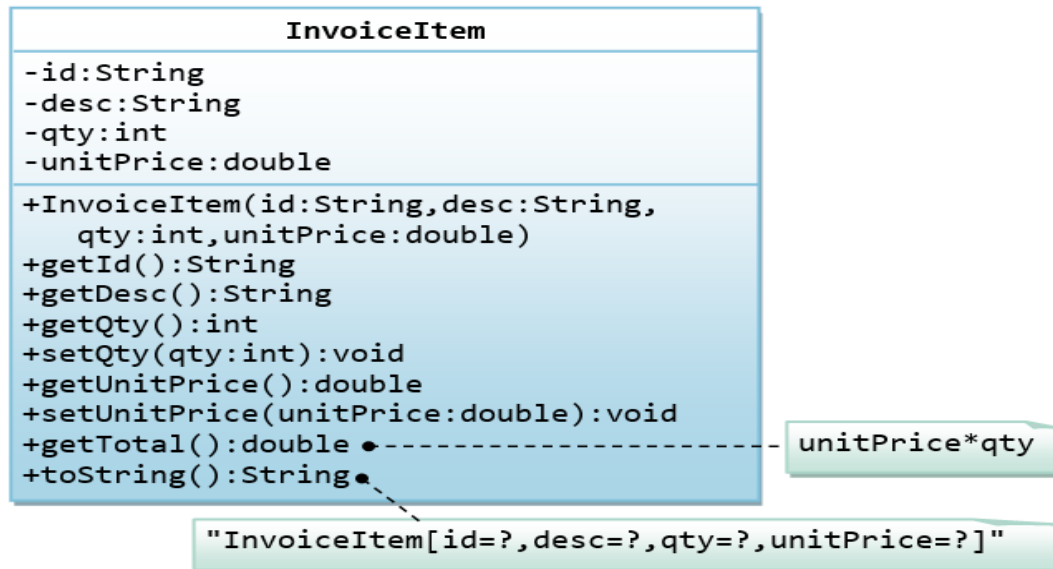 InvoiceItem
-id:String
-desc:String
-qty:int
-unitPrice:double
+InvoiceItem(id:String,desc:String,
qty:int,unitPrice:double)
+getId():String
+getDesc():String
+getQty():int
+setQty(qty:int):void
+getUnitPrice():double
+setUnitPrice(unitPrice:double):void
+getTotal():double
unitPrice*qty
+toString():String
"InvoiceItem[id=?,desc=?,qty=?,unitPrice=?]"